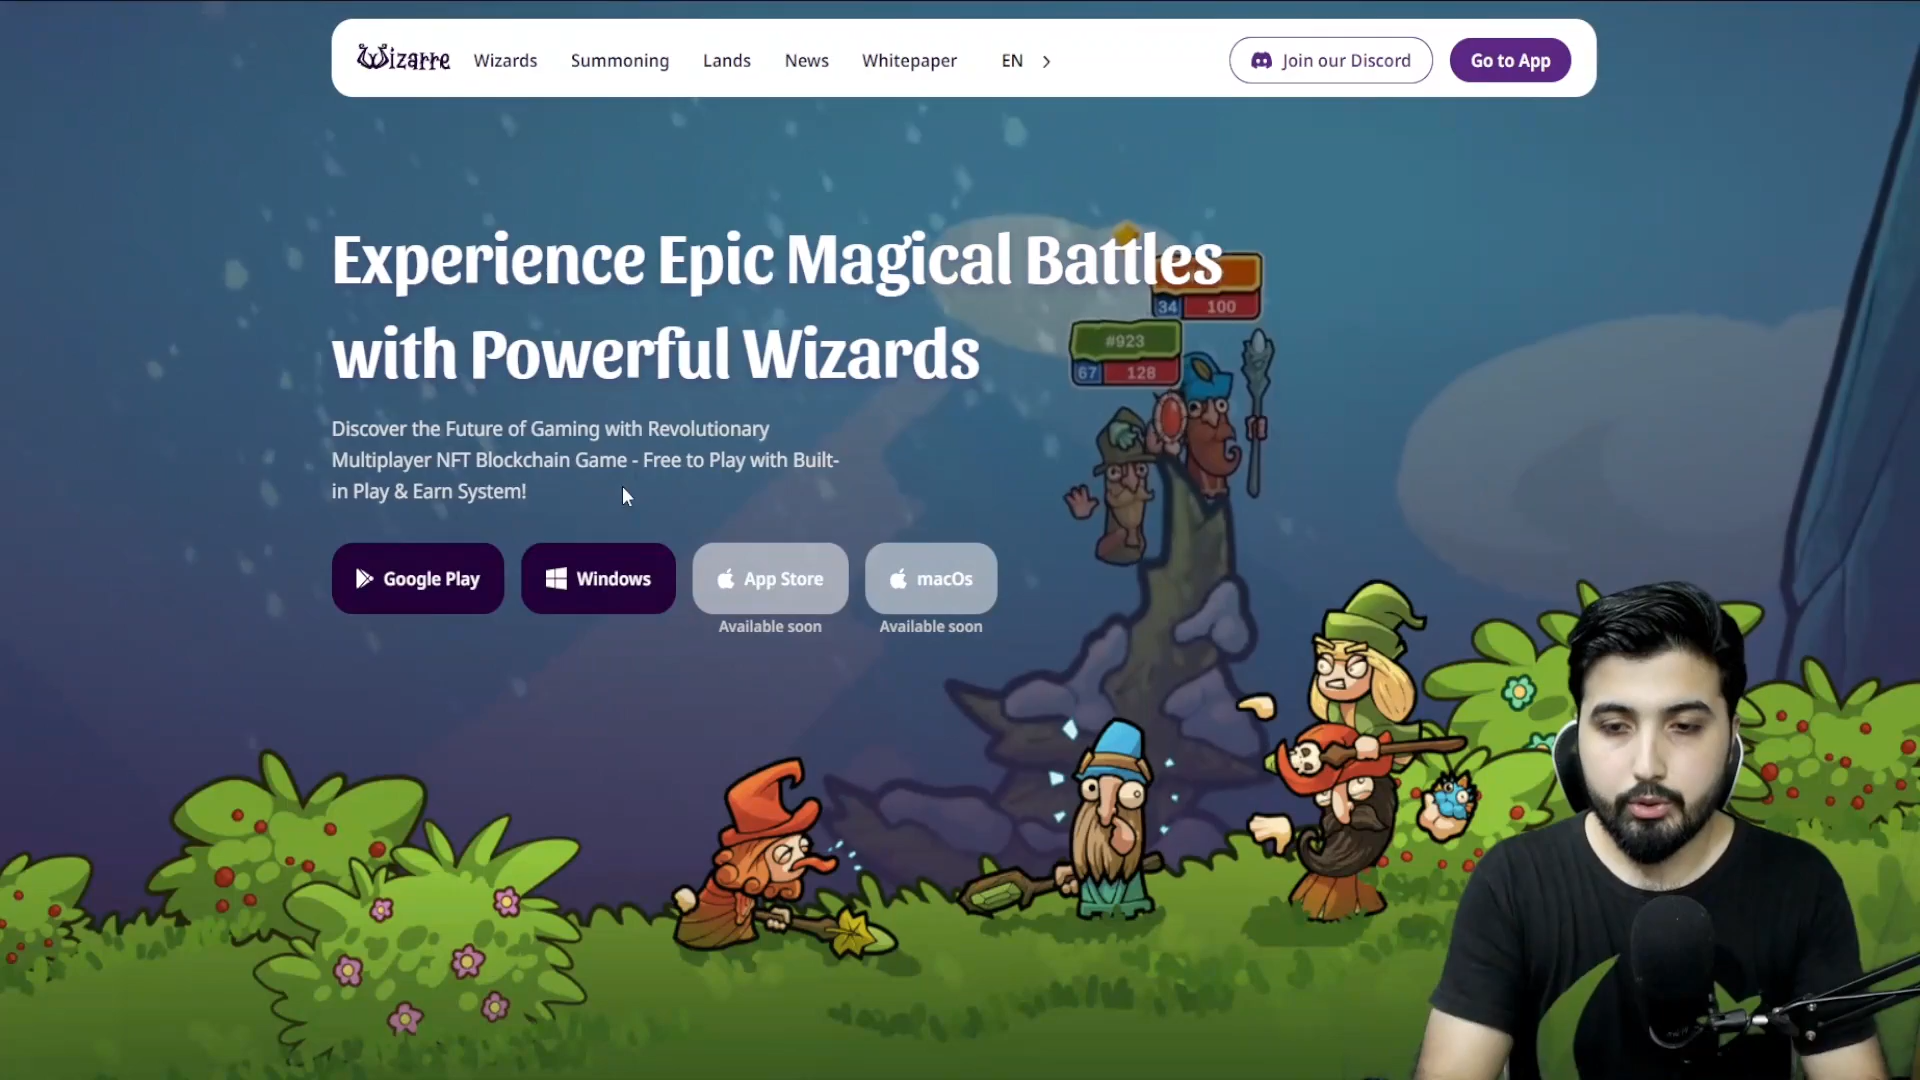 Wizarre Wizards Summoning Lands News Whitepaper EN Join our Discord Go to App
Experience Epic Magical Battles
with Powerful Wizards
34 100
#923
67 128
Discover the Future of Gaming with Revolutionary
Multiplayer NFT Blockchain Game - Free to Play with Built-
in Play & Earn System!
Google Play Windows App Store macOs
Available soon Available soon